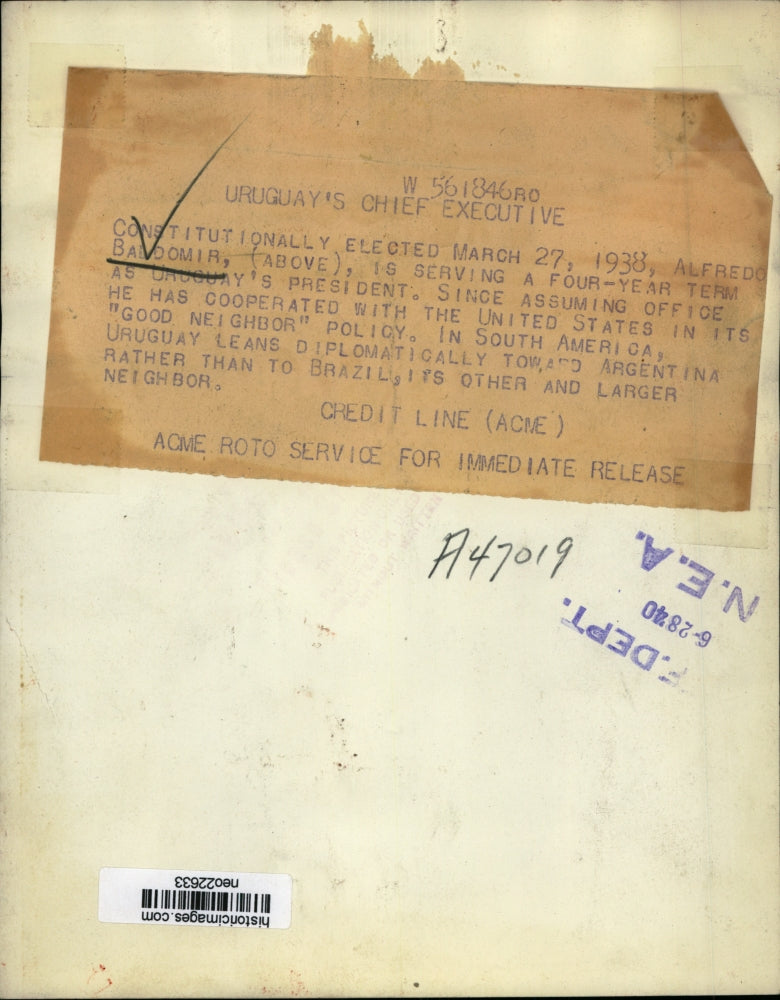 W 561846RO
URUGUAY'S CHIEF EXECUTIVE
CONSTITUTIONALLY ELECTED MARCH 27, 1938, ALFREDO
BALDOMIR, (ABOVE), IS SERVING A FOUR-YEAR TERM
AS URUGUAY'S PRESIDENT. SINCE ASSUMING OFFICE
HE HAS COOPERATED WITH THE UNITED STATES IN ITS
"GOOD NEIGHBOR" POLICY. IN SOUTH AMERICA,
URUGUAY LEANS DIPLOMATICALLY TOWARD ARGENTINA
RATHER THAN TO BRAZIL, ITS OTHER AND LARGER
NEIGHBOR.
CREDIT LINE (ACME)
ACME ROTO SERVICE FOR IMMEDIATE RELEASE
A47019
N.E.A.
6-28-40
F.DEPT.
historicimages.com
neo22633